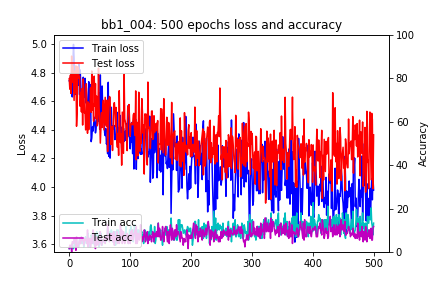 bb1_004: 500 epochs loss and accuracy
5.0
4.8
4.6
4.4
4.2
4.0
3.8
3.6
Loss
Train loss
Test loss
Train acc
Test acc
100
80
60
40
20
0
Accuracy
0
100
200
300
400
500